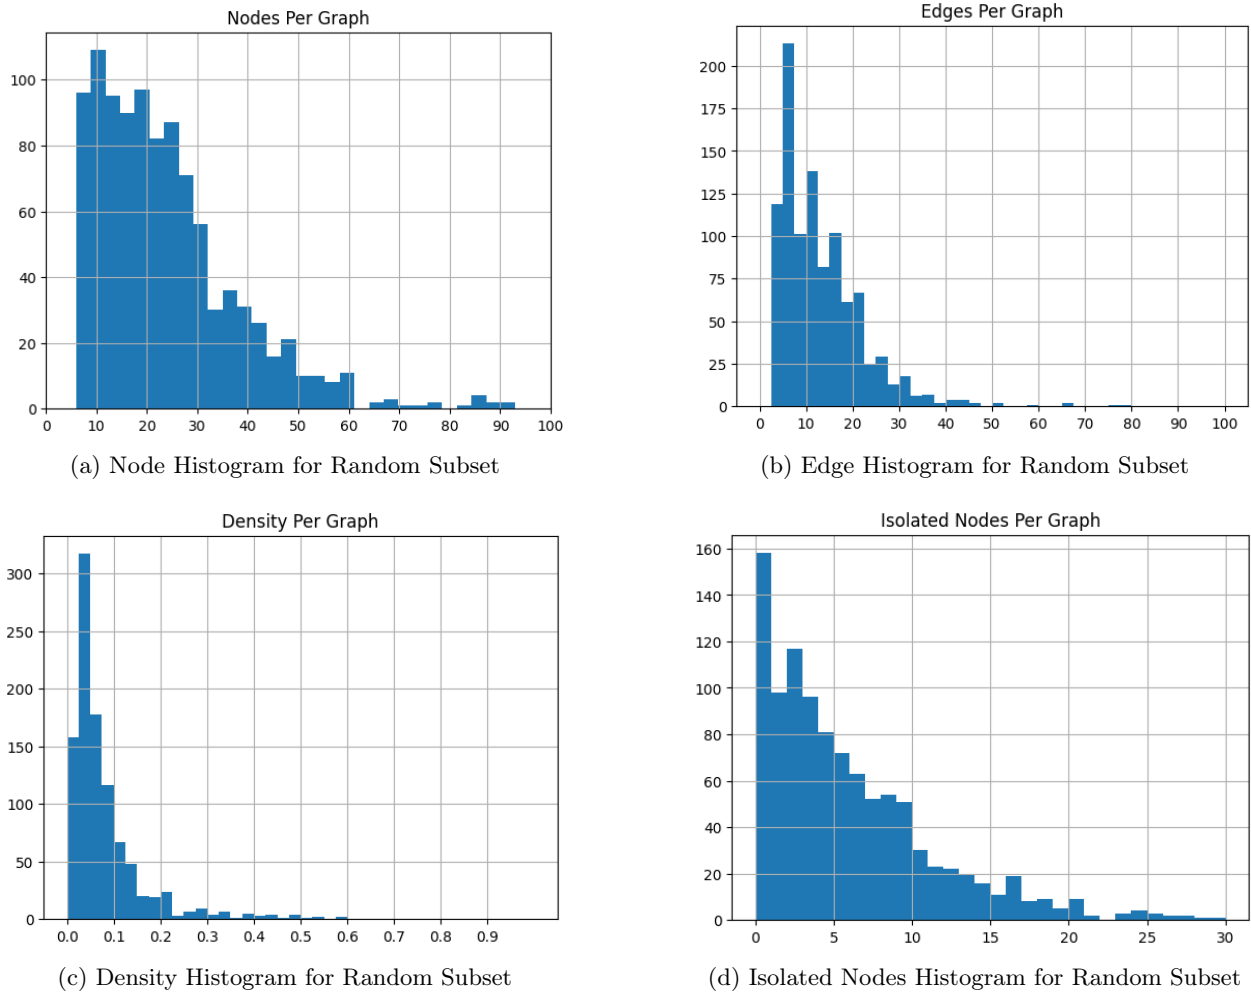 Nodes Per Graph
100
80
60
40
20
0
0 10 20 30 40 50 60 70 80 90 100
(a) Node Histogram for Random Subset
Edges Per Graph
200
175
150
125
100
75
50
25
0
0 10 20 30 40 50 60 70 80 90 100
(b) Edge Histogram for Random Subset
Density Per Graph
300
250
200
150
100
50
0
0.0 0.1 0.2 0.3 0.4 0.5 0.6 0.7 0.8 0.9
(c) Density Histogram for Random Subset
Isolated Nodes Per Graph
160
140
120
100
80
60
40
20
0
0 5 10 15 20 25 30
(d) Isolated Nodes Histogram for Random Subset